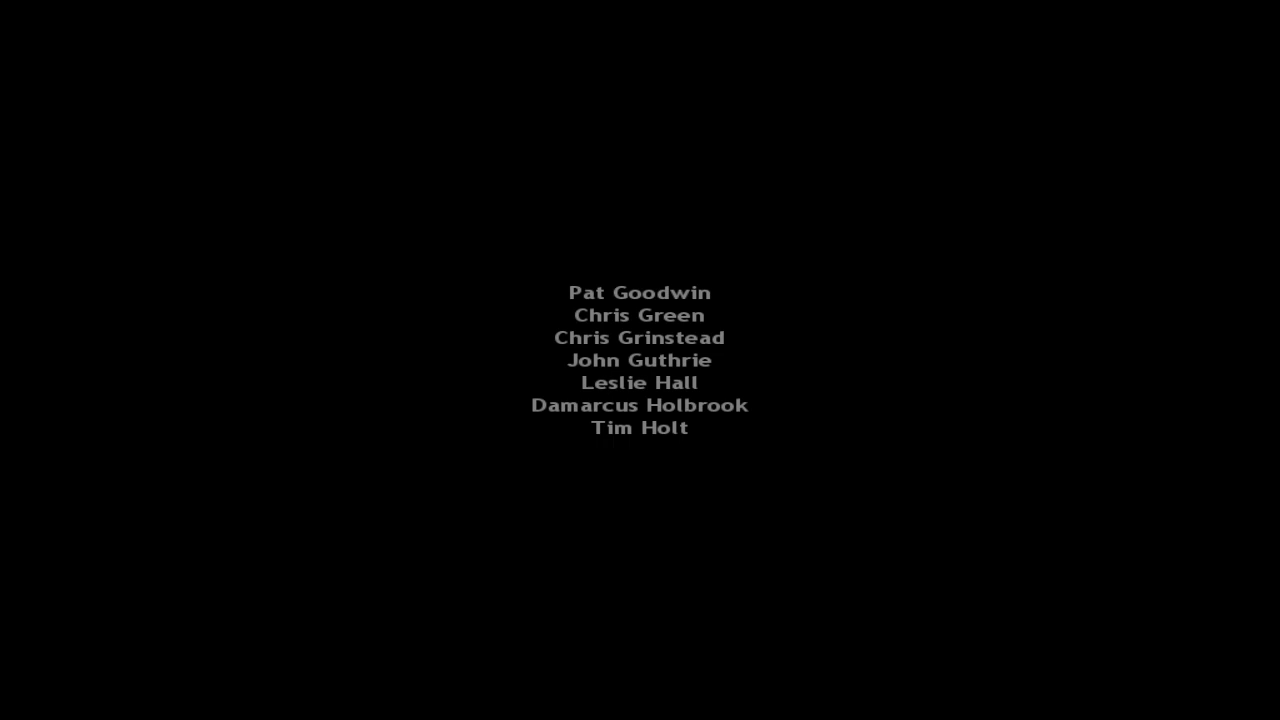 Pat Goodwin
Chris Green
Chris Grinstead
John Guthrie
Leslie Hall
Damarcus Holbrook
Tim Holt